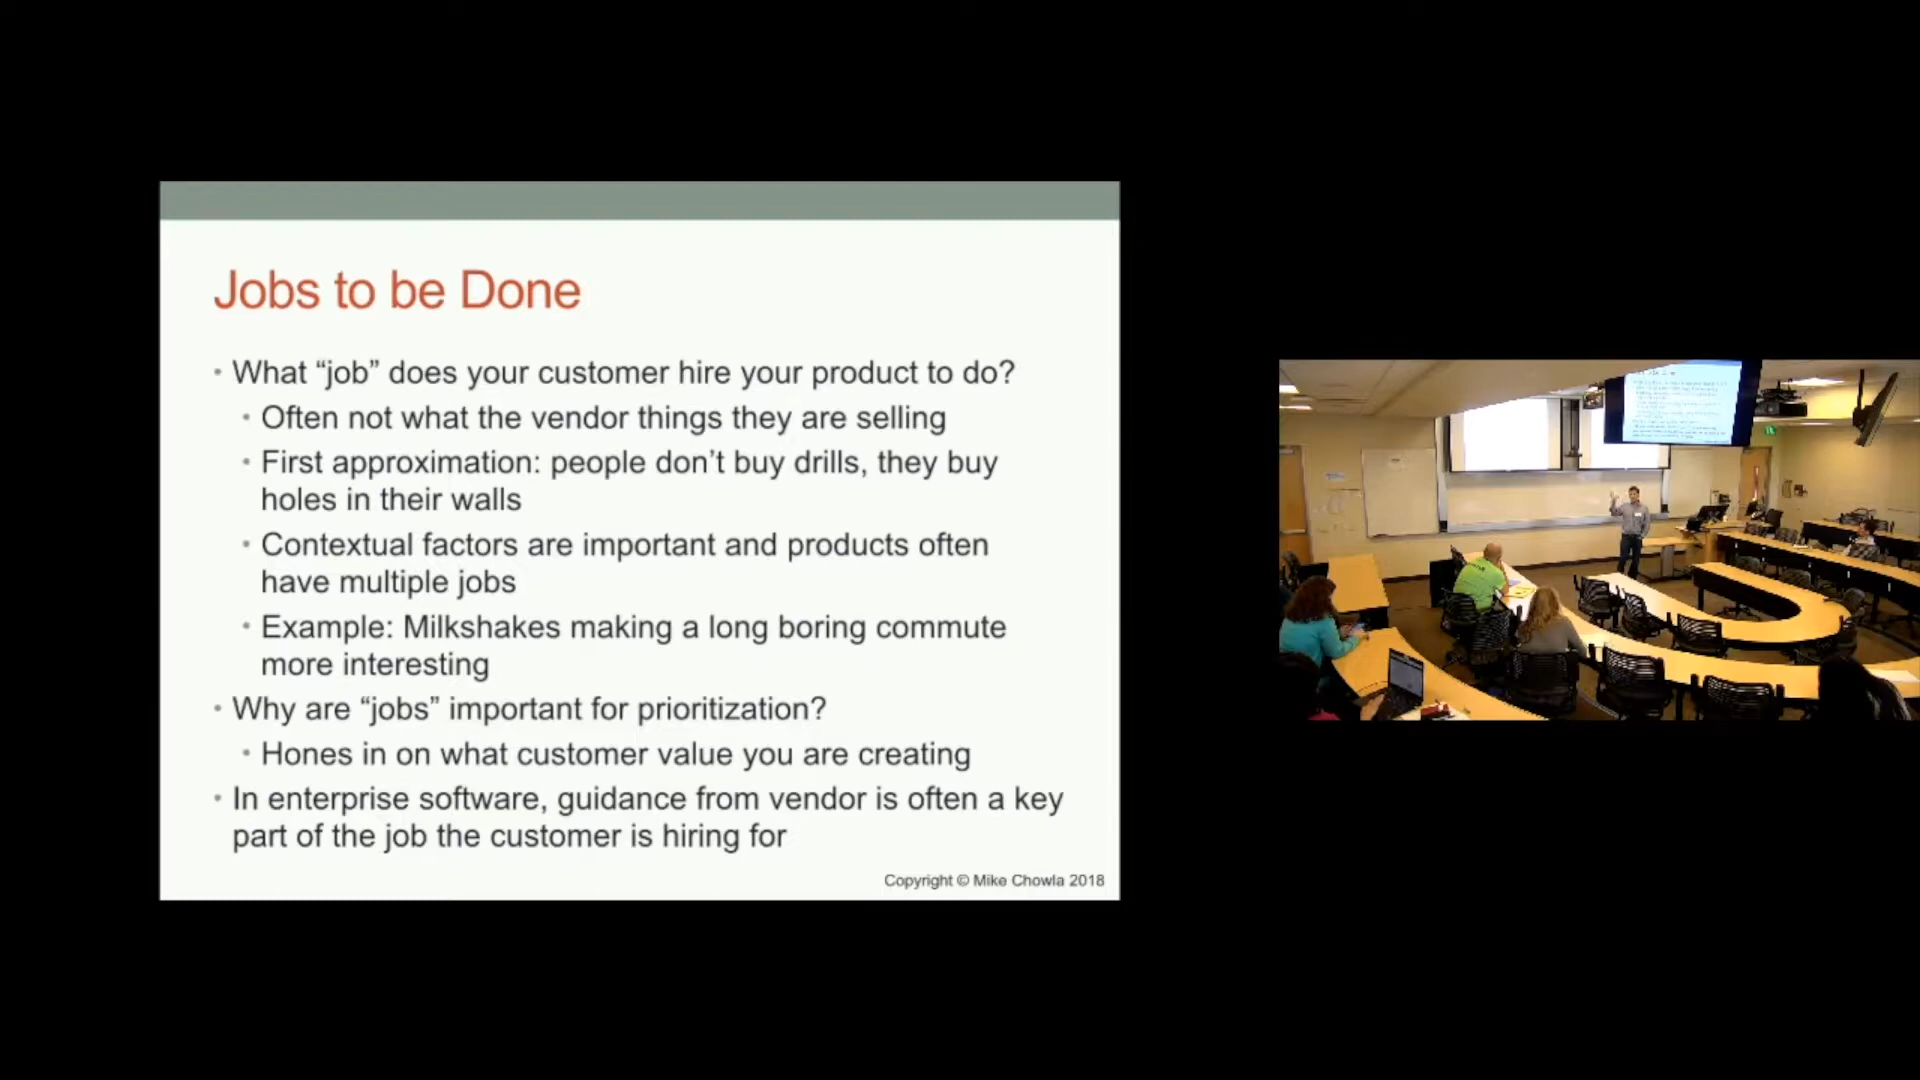 Jobs to be Done
• What “job” does your customer hire your product to do?
• Often not what the vendor things they are selling
• First approximation: people don’t buy drills, they buy
holes in their walls
• Contextual factors are important and products often
have multiple jobs
• Example: Milkshakes making a long boring commute
more interesting
• Why are “jobs” important for prioritization?
• Hones in on what customer value you are creating
• In enterprise software, guidance from vendor is often a key
part of the job the customer is hiring for
Copyright © Mike Chowla 2018